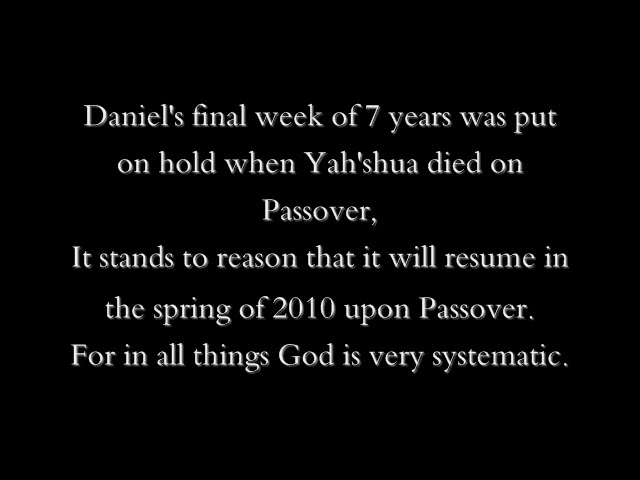 Daniel's final week of 7 years was put
on hold when Yah'shua died on
Passover,
It stands to reason that it will resume in
the spring of 2010 upon Passover.
For in all things God is very systematic.